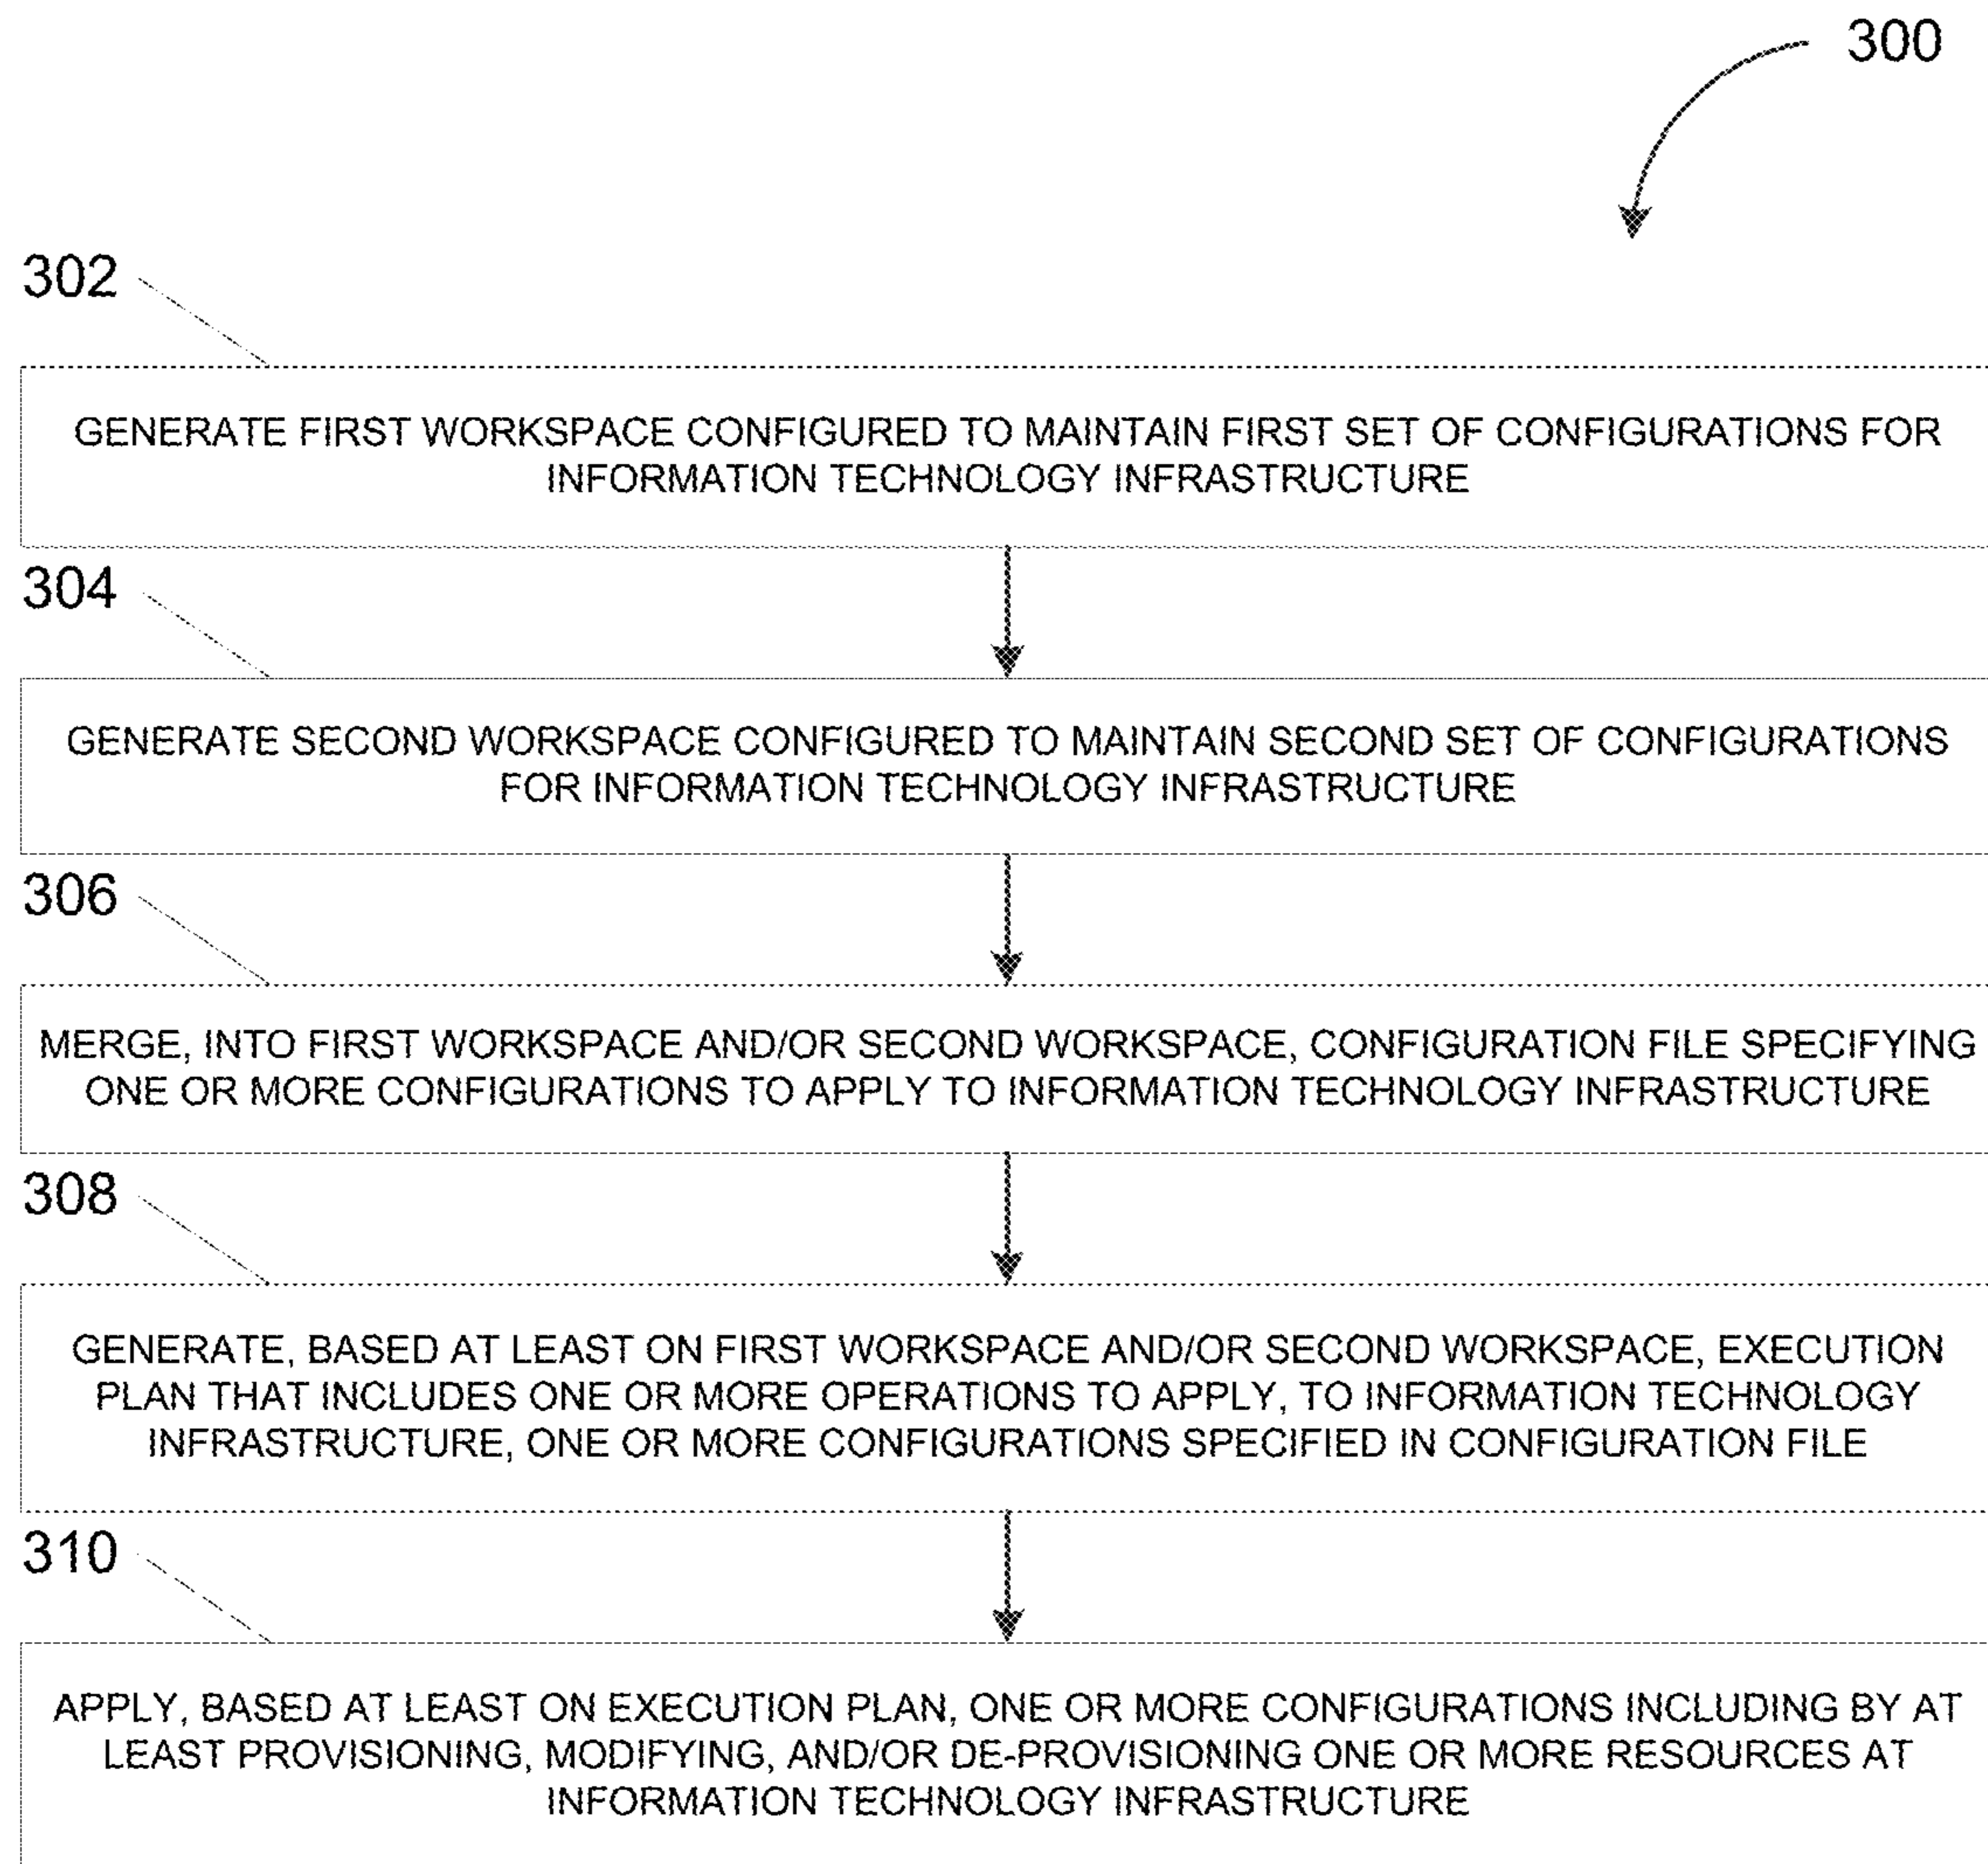 300
302
GENERATE FIRST WORKSPACE CONFIGURED TO MAINTAIN FIRST SET OF CONFIGURATIONS FOR
INFORMATION TECHNOLOGY INFRASTRUCTURE
304
GENERATE SECOND WORKSPACE CONFIGURED TO MAINTAIN SECOND SET OF CONFIGURATIONS
FOR INFORMATION TECHNOLOGY INFRASTRUCTURE
306
MERGE, INTO FIRST WORKSPACE AND/OR SECOND WORKSPACE, CONFIGURATION FILE SPECIFYING
ONE OR MORE CONFIGURATIONS TO APPLY TO INFORMATION TECHNOLOGY INFRASTRUCTURE
308
GENERATE, BASED AT LEAST ON FIRST WORKSPACE AND/OR SECOND WORKSPACE, EXECUTION
PLAN THAT INCLUDES ONE OR MORE OPERATIONS TO APPLY, TO INFORMATION TECHNOLOGY
INFRASTRUCTURE, ONE OR MORE CONFIGURATIONS SPECIFIED IN CONFIGURATION FILE
310
APPLY, BASED AT LEAST ON EXECUTION PLAN, ONE OR MORE CONFIGURATIONS INCLUDING BY AT
LEAST PROVISIONING, MODIFYING, AND/OR DE-PROVISIONING ONE OR MORE RESOURCES AT
INFORMATION TECHNOLOGY INFRASTRUCTURE